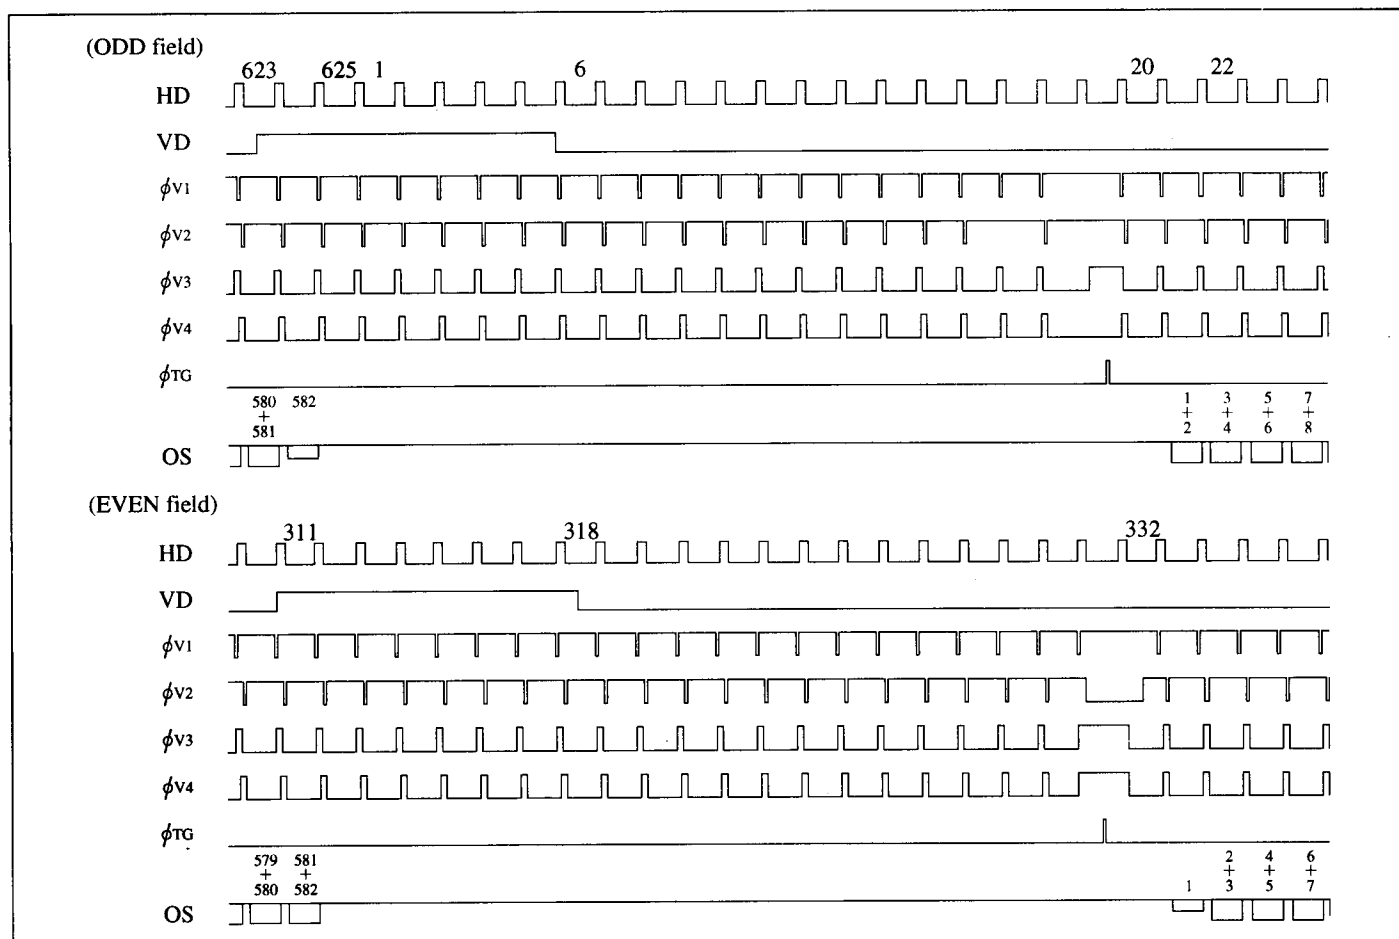 (ODD field)
623 625 1 6 20 22
HD
VD
ϕV1
ϕV2
ϕV3
ϕV4
ϕTG
580 + 581
582
1 + 2
3 + 4
5 + 6
7 + 8
OS
(EVEN field)
311 318 332
HD
VD
ϕV1
ϕV2
ϕV3
ϕV4
ϕTG
579 + 580
581 + 582
1
2 + 3
4 + 5
6 + 7
OS